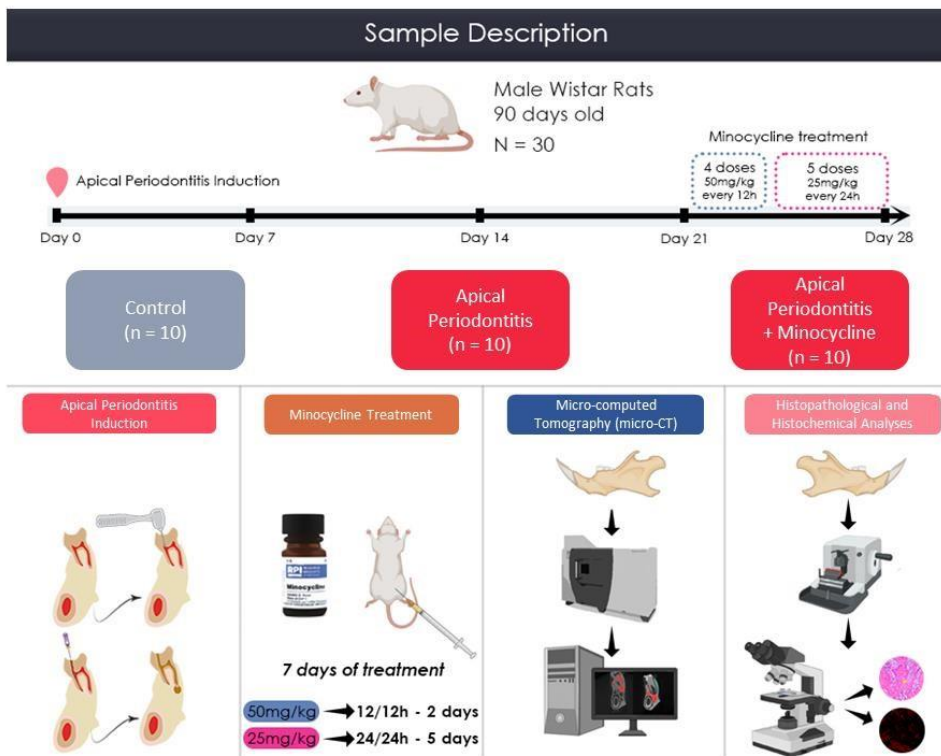 Sample Description
Male Wistar Rats
90 days old
N = 30
Minocycline treatment
4 doses
50mg/kg
every 12h
5 doses
25mg/kg
every 24h
Apical Periodontitis Induction
Day 0
Day 7
Day 14
Day 21
Day 28
Control
(n = 10)
Apical
Periodontitis
(n = 10)
Apical
Periodontitis
+ Minocycline
(n = 10)
Apical Periodontitis
Induction
Minocycline Treatment
Micro-computed
Tomography (micro-CT)
Histopathological and
Histochemical Analyses
RPI
Minocycline
7 days of treatment
50mg/kg 12/12h - 2 days
25mg/kg 24/24h - 5 days